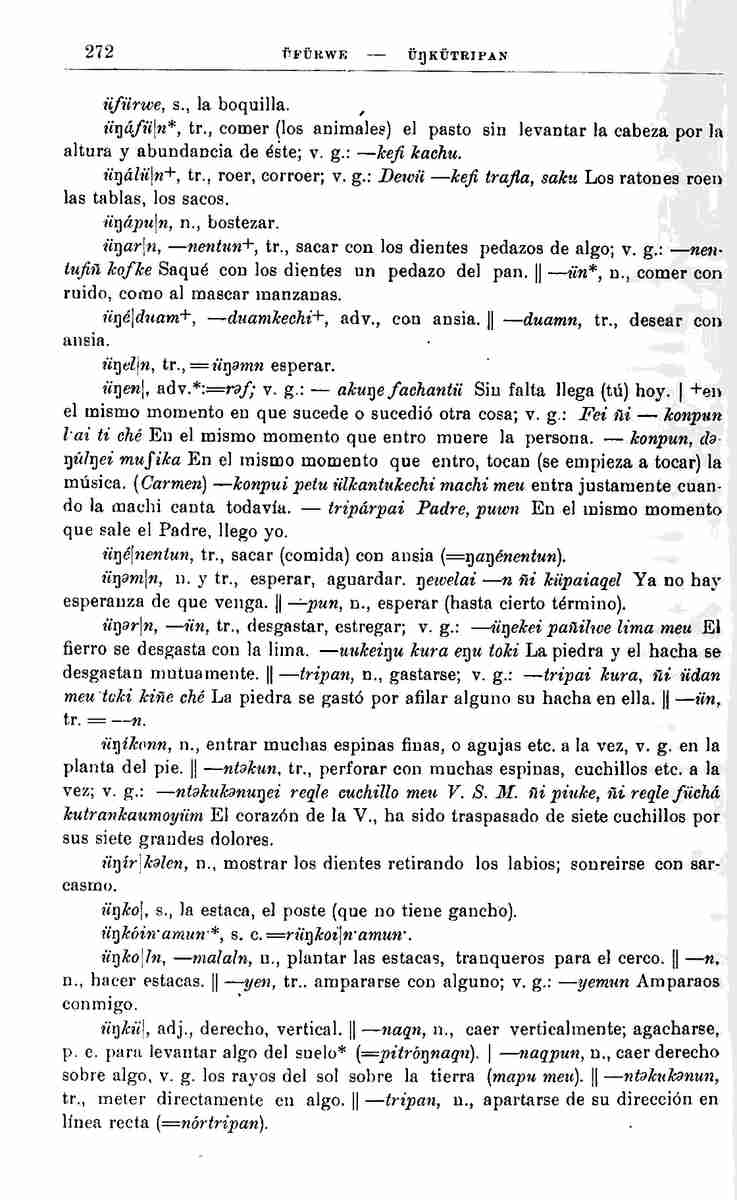 272 ÜFÜRWE — ÜŊKÜTRIPAN
üfürwe, s., la boquilla.
üŋáfü|n*, tr., comer (los animales) el pasto sin levantar la cabeza por la
altura y abundancia de éste; v. g.: —kefi kachu.
üŋálü|n+, tr., roer, corroer; v. g.: Dewü —kefi trafla, saku Los ratones roen
las tablas, los sacos.
üŋápu|n, n., bostezar.
üŋar|n, —nentun+, tr., sacar con los dientes pedazos de algo; v. g.: —nen-
tufiñ kofke Saqué con los dientes un pedazo del pan. || —ün*, n., comer con
ruido, como al mascar manzanas.
üŋé|duam+, —duamkechi+, adv., con ansia. || —duamn, tr., desear con
ansia.
üŋel|n, tr., =üŋəmn esperar.
üŋen|, adv.*:=rəf; v. g.: — akuŋe fachantü Sin falta llega (tú) hoy. | +en
el mismo momento en que sucede o sucedió otra cosa; v. g.: Fei ñi — konpun
l·ai ti ché En el mismo momento que entro muere la persona. — konpun, də-
ŋúlŋei mufika En el mismo momento que entro, tocan (se empieza a tocar) la
música. (Carmen) —konpui petu ülkantukechi machi meu entra justamente cuan-
do la machi canta todavía. — tripárpai Padre, puwn En el mismo momento
que sale el Padre, llego yo.
üŋé|nentun, tr., sacar (comida) con ansia (=ŋaŋénentun).
üŋəm|n, n. y tr., esperar, aguardar. ŋewelai —n ñi küpaiaqel Ya no hay
esperanza de que venga. || —pun, n., esperar (hasta cierto término).
üŋər|n, —ün, tr., desgastar, estregar; v. g.: —üŋekei pañilwe lima meu El
fierro se desgasta con la lima. —uukeiŋu kura eŋu toki La piedra y el hacha se
desgastan mutuamente. || —tripan, n., gastarse; v. g.: —tripai kura, ñi üdan
meu toki kiñe ché La piedra se gastó por afilar alguno su hacha en ella. || —ün,
tr. = —n.
üŋíkonn, n., entrar muchas espinas finas, o agujas etc. a la vez, v. g. en la
planta del pie. || —ntəkun, tr., perforar con muchas espinas, cuchillos etc. a la
vez; v. g.: —ntəkukənuŋei reqle cuchillo meu V. S. M. ñi piuke, ñi reqle füchá
kutrankaumoyüm El corazón de la V., ha sido traspasado de siete cuchillos por
sus siete grandes dolores.
üŋír|kəlen, n., mostrar los dientes retirando los labios; sonreirse con sar-
casmo.
üŋko|, s., la estaca, el poste (que no tiene gancho).
üŋkóin·amun·*, s. c.=rüŋkoi|n·amun·.
üŋko|ln, —malaln, n., plantar las estacas, tranqueros para el cerco. || —n,
n., hacer estacas. || —yen, tr.. ampararse con alguno; v. g.: —yemun Amparaos
conmigo.
üŋkü|, adj., derecho, vertical. || —naqn, n., caer verticalmente; agacharse,
p. e. para levantar algo del suelo* (=pitróŋnaqn). | —naqpun, n., caer derecho
sobre algo, v. g. los rayos del sol sobre la tierra (mapu meu). || —ntəkukənun,
tr., meter directamente en algo. || —tripan, n., apartarse de su dirección en
línea recta (=nórtripan).